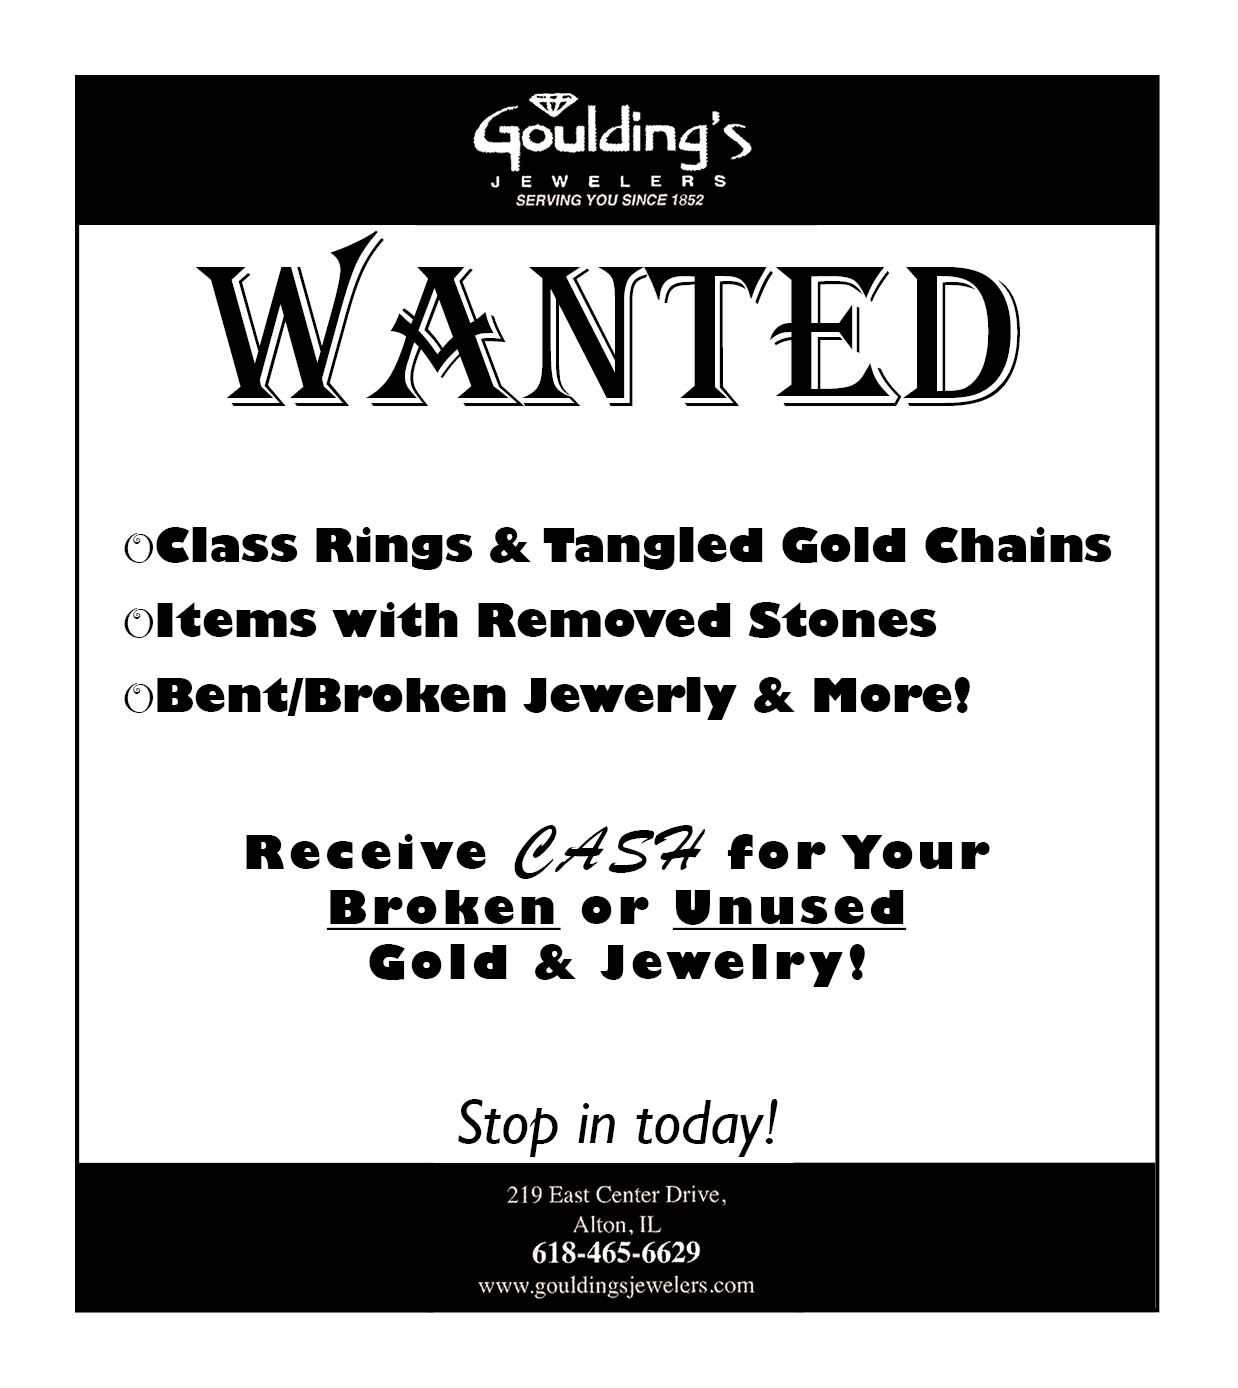 Goulding's
JEWELERS
SERVING YOU SINCE 1852
WANTED
Class Rings & Tangled Gold Chains
Items with Removed Stones
Bent/Broken Jewerly & More!
Receive CASH for Your
Broken or Unused
Gold & Jewelry!
Stop in today!
219 East Center Drive,
Alton, IL
618-465-6629
www.gouldingsjewelers.com